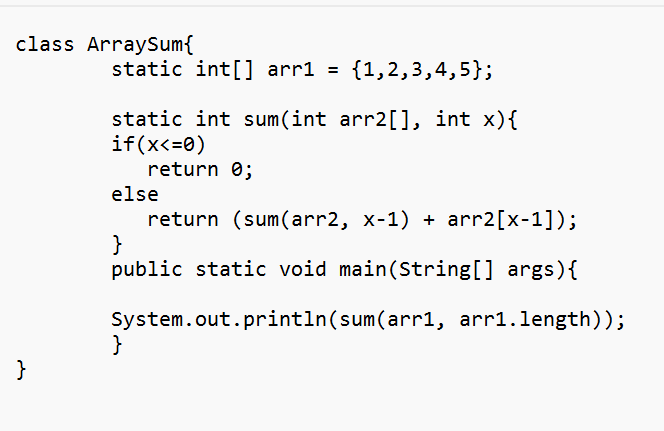 class ArraySum{
static int[] arr1 = {1,2,3,4,5};
static int sum(int arr2[], int x){
if(x<=0)
return 0;
else
return (sum(arr2, x-1) + arr2[x-1]);
}
public static void main(String[] args){
System.out.println(sum(arr1, arr1.length));
}
}